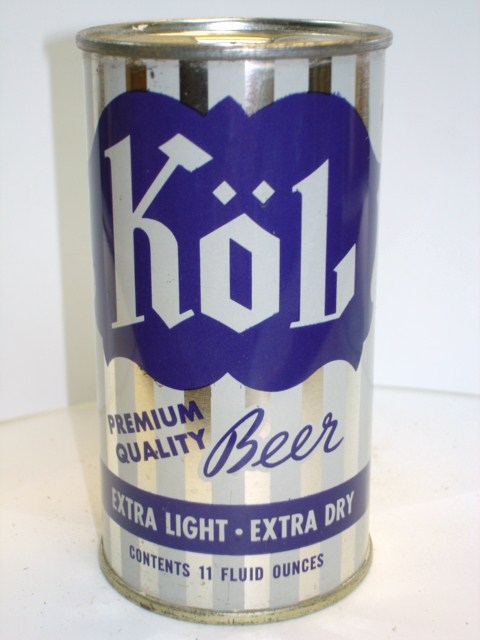 Köl
PREMIUM
QUALITY Beer
EXTRA LIGHT · EXTRA DRY
CONTENTS 11 FLUID OUNCES